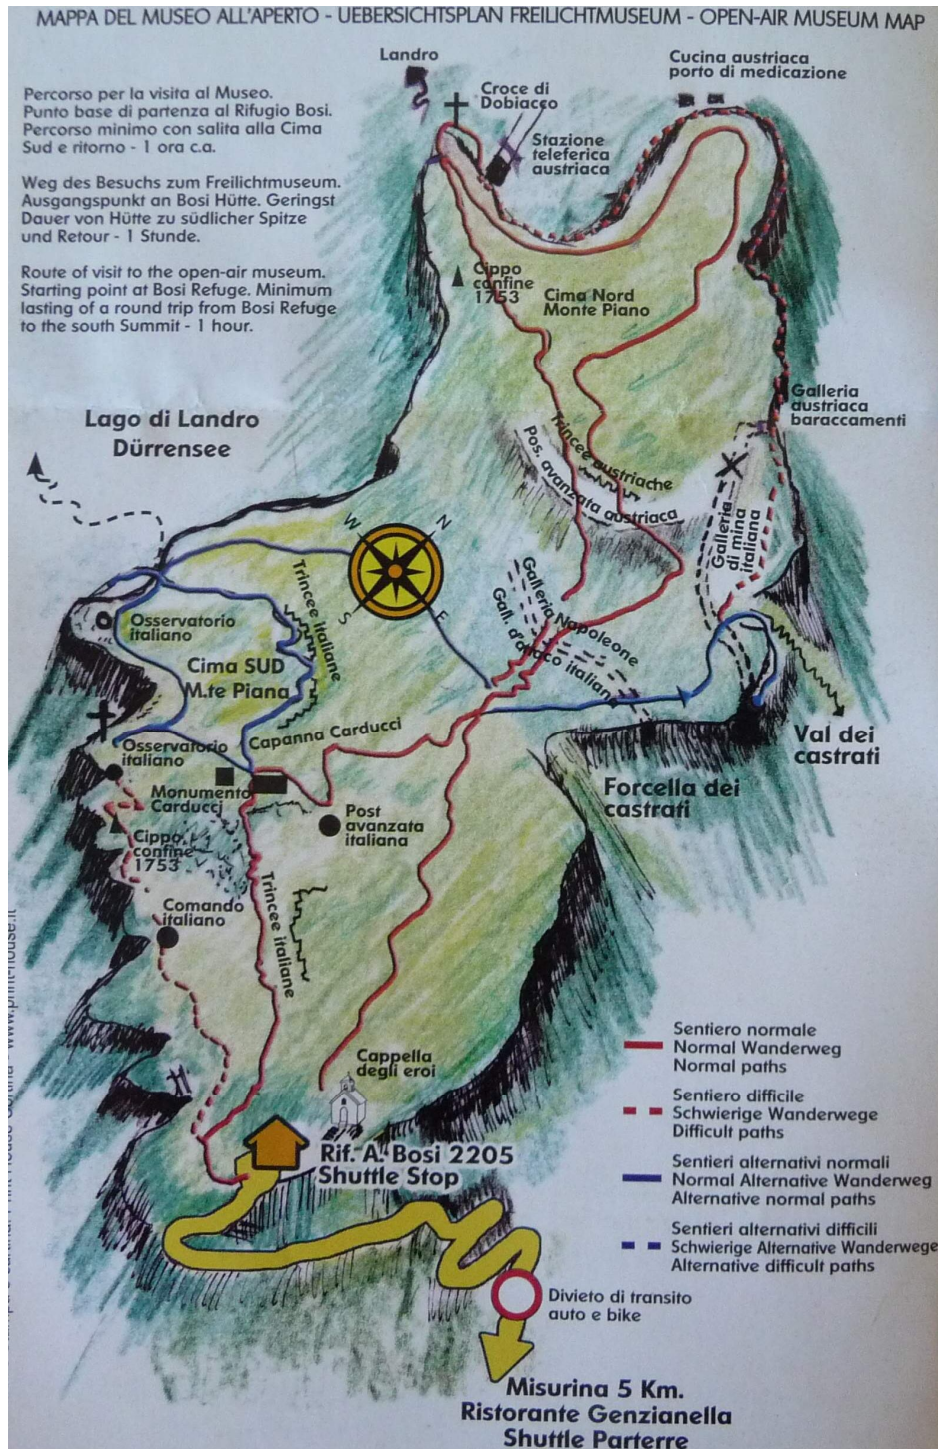 MAPPA DEL MUSEO ALL'APERTO - UEBERSICHTSPLAN FREILICHTMUSEUM - OPEN-AIR MUSEUM MAP
Percorso per la visita al Museo.
Punto base di partenza al Rifugio Bosi.
Percorso minimo con salita alla Cima
Sud e ritorno - 1 ora c.a.
Weg des Besuchs zum Freilichtmuseum.
Ausgangspunkt an Bosi Hütte. Geringst
Dauer von Hütte zu südlicher Spitze
und Retour - 1 Stunde.
Route of visit to the open-air museum.
Starting point at Bosi Refuge. Minimum
lasting of a round trip from Bosi Refuge
to the south Summit - 1 hour.
Landro
Croce di
Dobiacco
Cucina austriaca
porto di medicazione
Stazione
teleferica
austriaca
Cippo
confine
1753
Cima Nord
Monte Piano
Galleria
austriaca
baraccamenti
Lago di Landro
Dürrensee
Trincee austriache
Pos. avanzata austriaca
Galleria
di mina
italiana
W
N
S
E
Trincee italiane
Galleria Napoleone
Gall. d'attacco italian
Osservatorio
italiano
Cima SUD
M.te Piana
Capanna Carducci
Osservatorio
italiano
Val dei
castrati
Forcella dei
castrati
Monumento
Carducci
Post
avanzata
italiana
Cippo
confine
1753
Trincee italiane
Comando
italiano
www.print-house.it
Cappella
degli eroi
Rif. A. Bosi 2205
Shuttle Stop
Sentiero normale
Normal Wanderweg
Normal paths
Sentiero difficile
Schwierige Wanderwege
Difficult paths
Sentieri alternativi normali
Normal Alternative Wanderweg
Alternative normal paths
Sentieri alternativi difficili
Schwierige Alternative Wanderwege
Alternative difficult paths
Divieto di transito
auto e bike
Misurina 5 Km.
Ristorante Genzianella
Shuttle Parterre